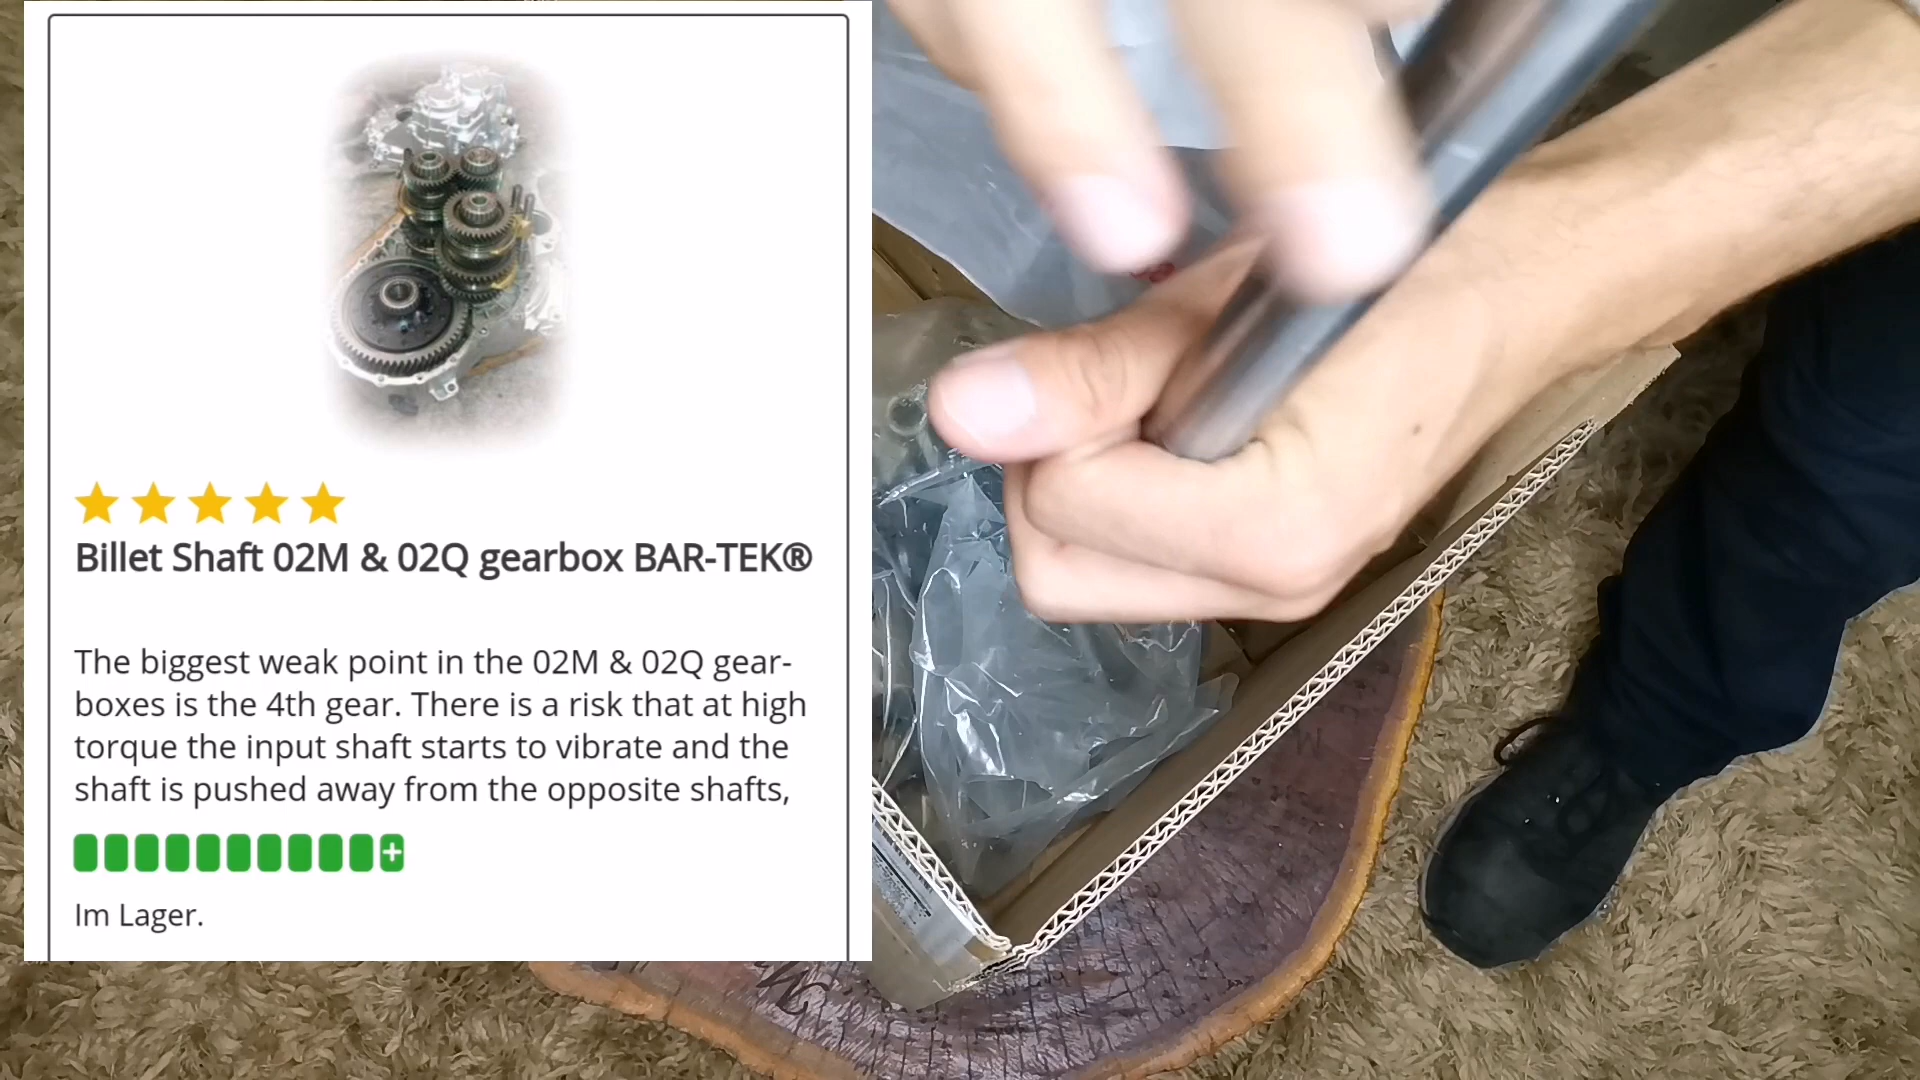 Billet Shaft 02M & 02Q gearbox BAR-TEK®
The biggest weak point in the 02M & 02Q gear-
boxes is the 4th gear. There is a risk that at high
torque the input shaft starts to vibrate and the
shaft is pushed away from the opposite shafts,
+
Im Lager.